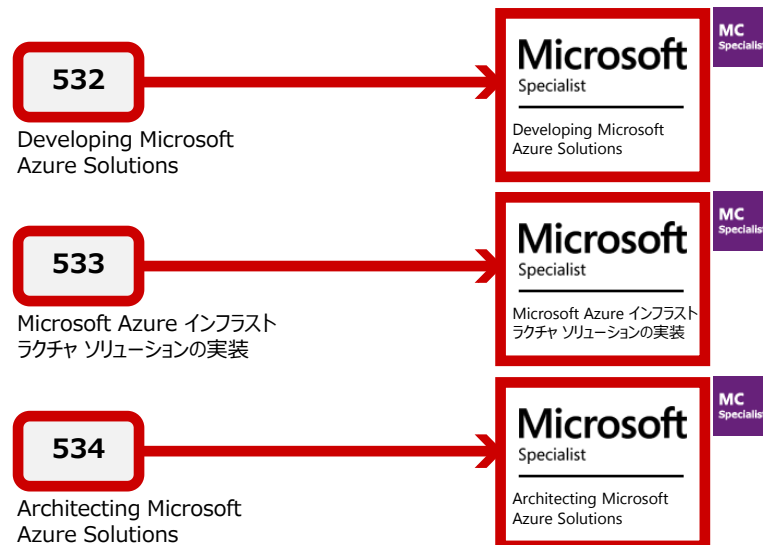 532
Developing Microsoft
Azure Solutions
Microsoft
Specialist
Developing Microsoft
Azure Solutions
MC
Specialist
533
Microsoft Azure インフラスト
ラクチャ ソリューションの実装
Microsoft
Specialist
Microsoft Azure インフラスト
ラクチャ ソリューションの実装
MC
Specialist
534
Architecting Microsoft
Azure Solutions
Microsoft
Specialist
Architecting Microsoft
Azure Solutions
MC
Specialist